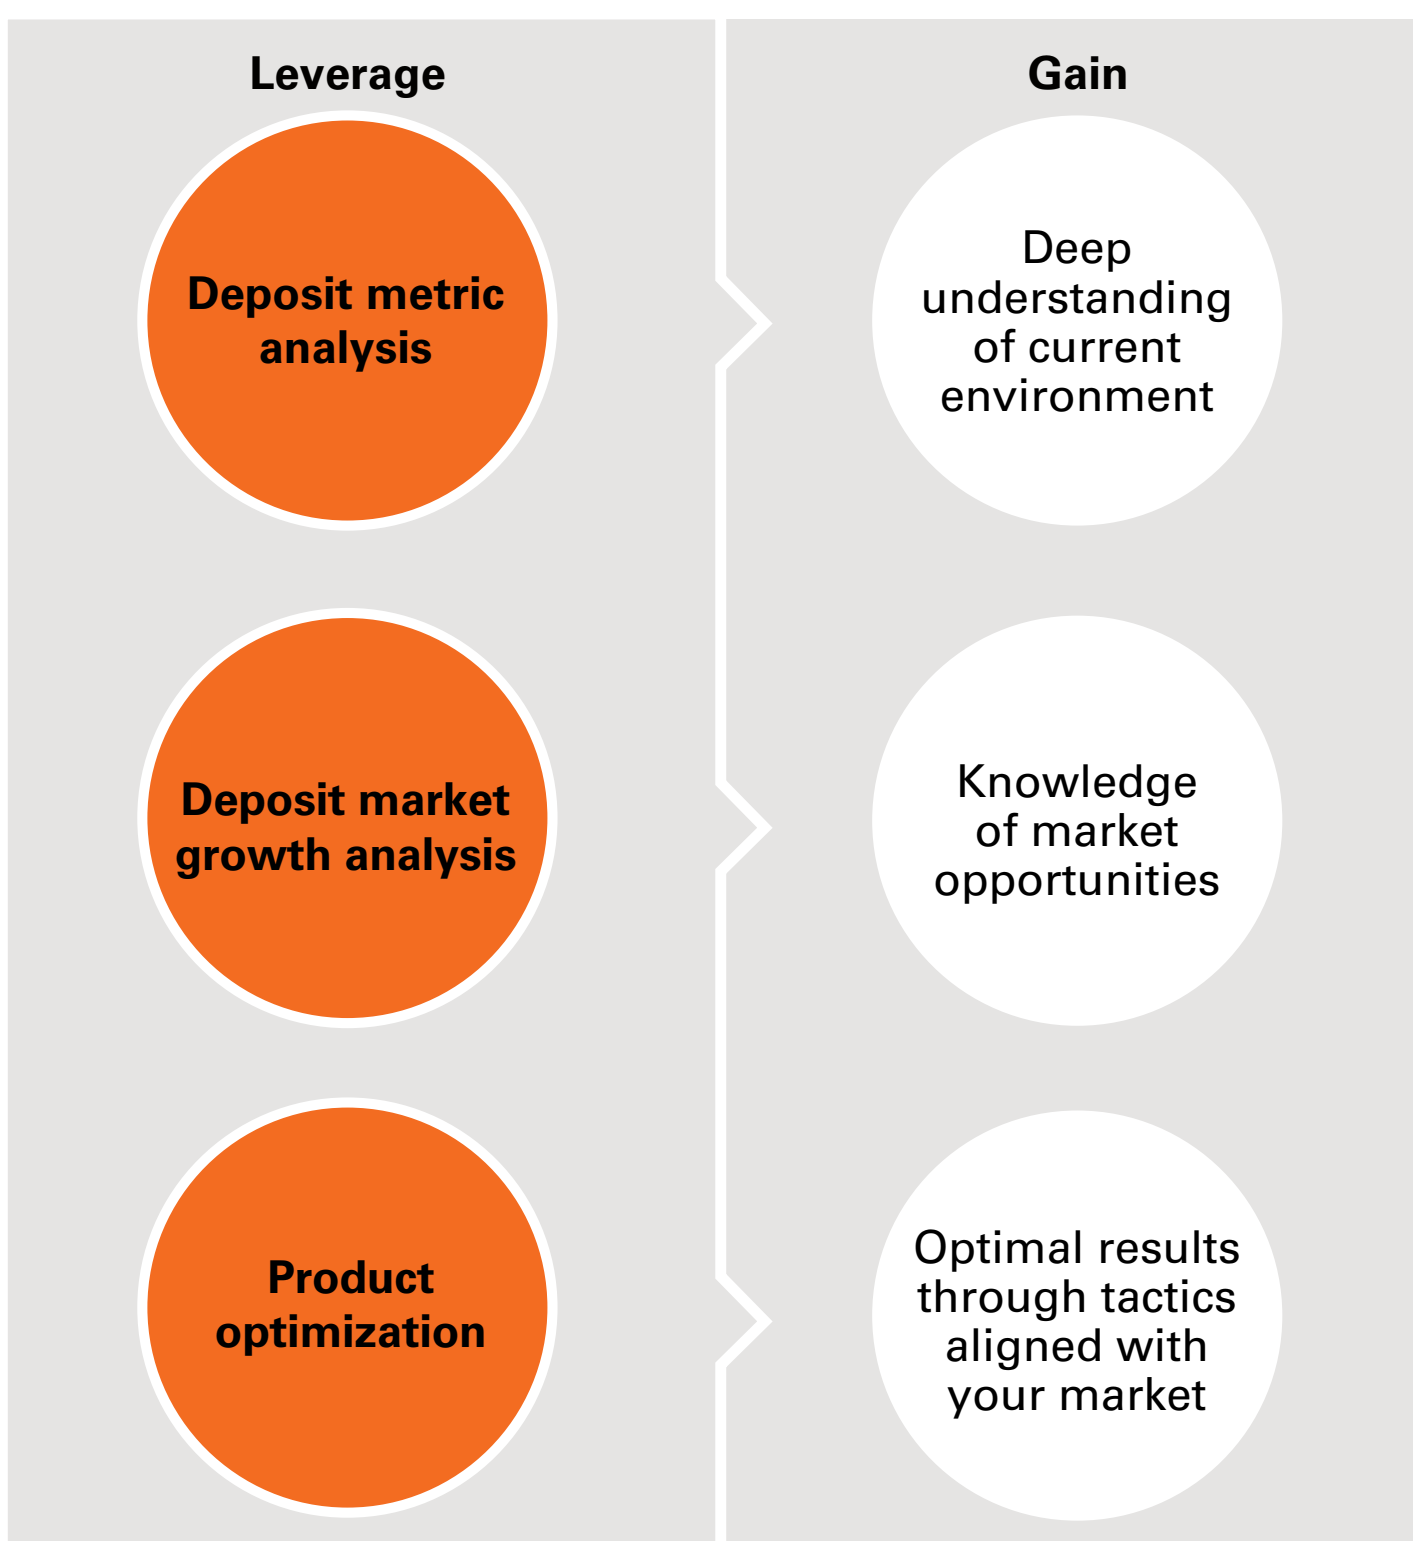 Leverage
Gain
Deposit metric
analysis
Deep
understanding
of current
environment
Deposit market
growth analysis
Knowledge
of market
opportunities
Product
optimization
Optimal results
through tactics
aligned with
your market